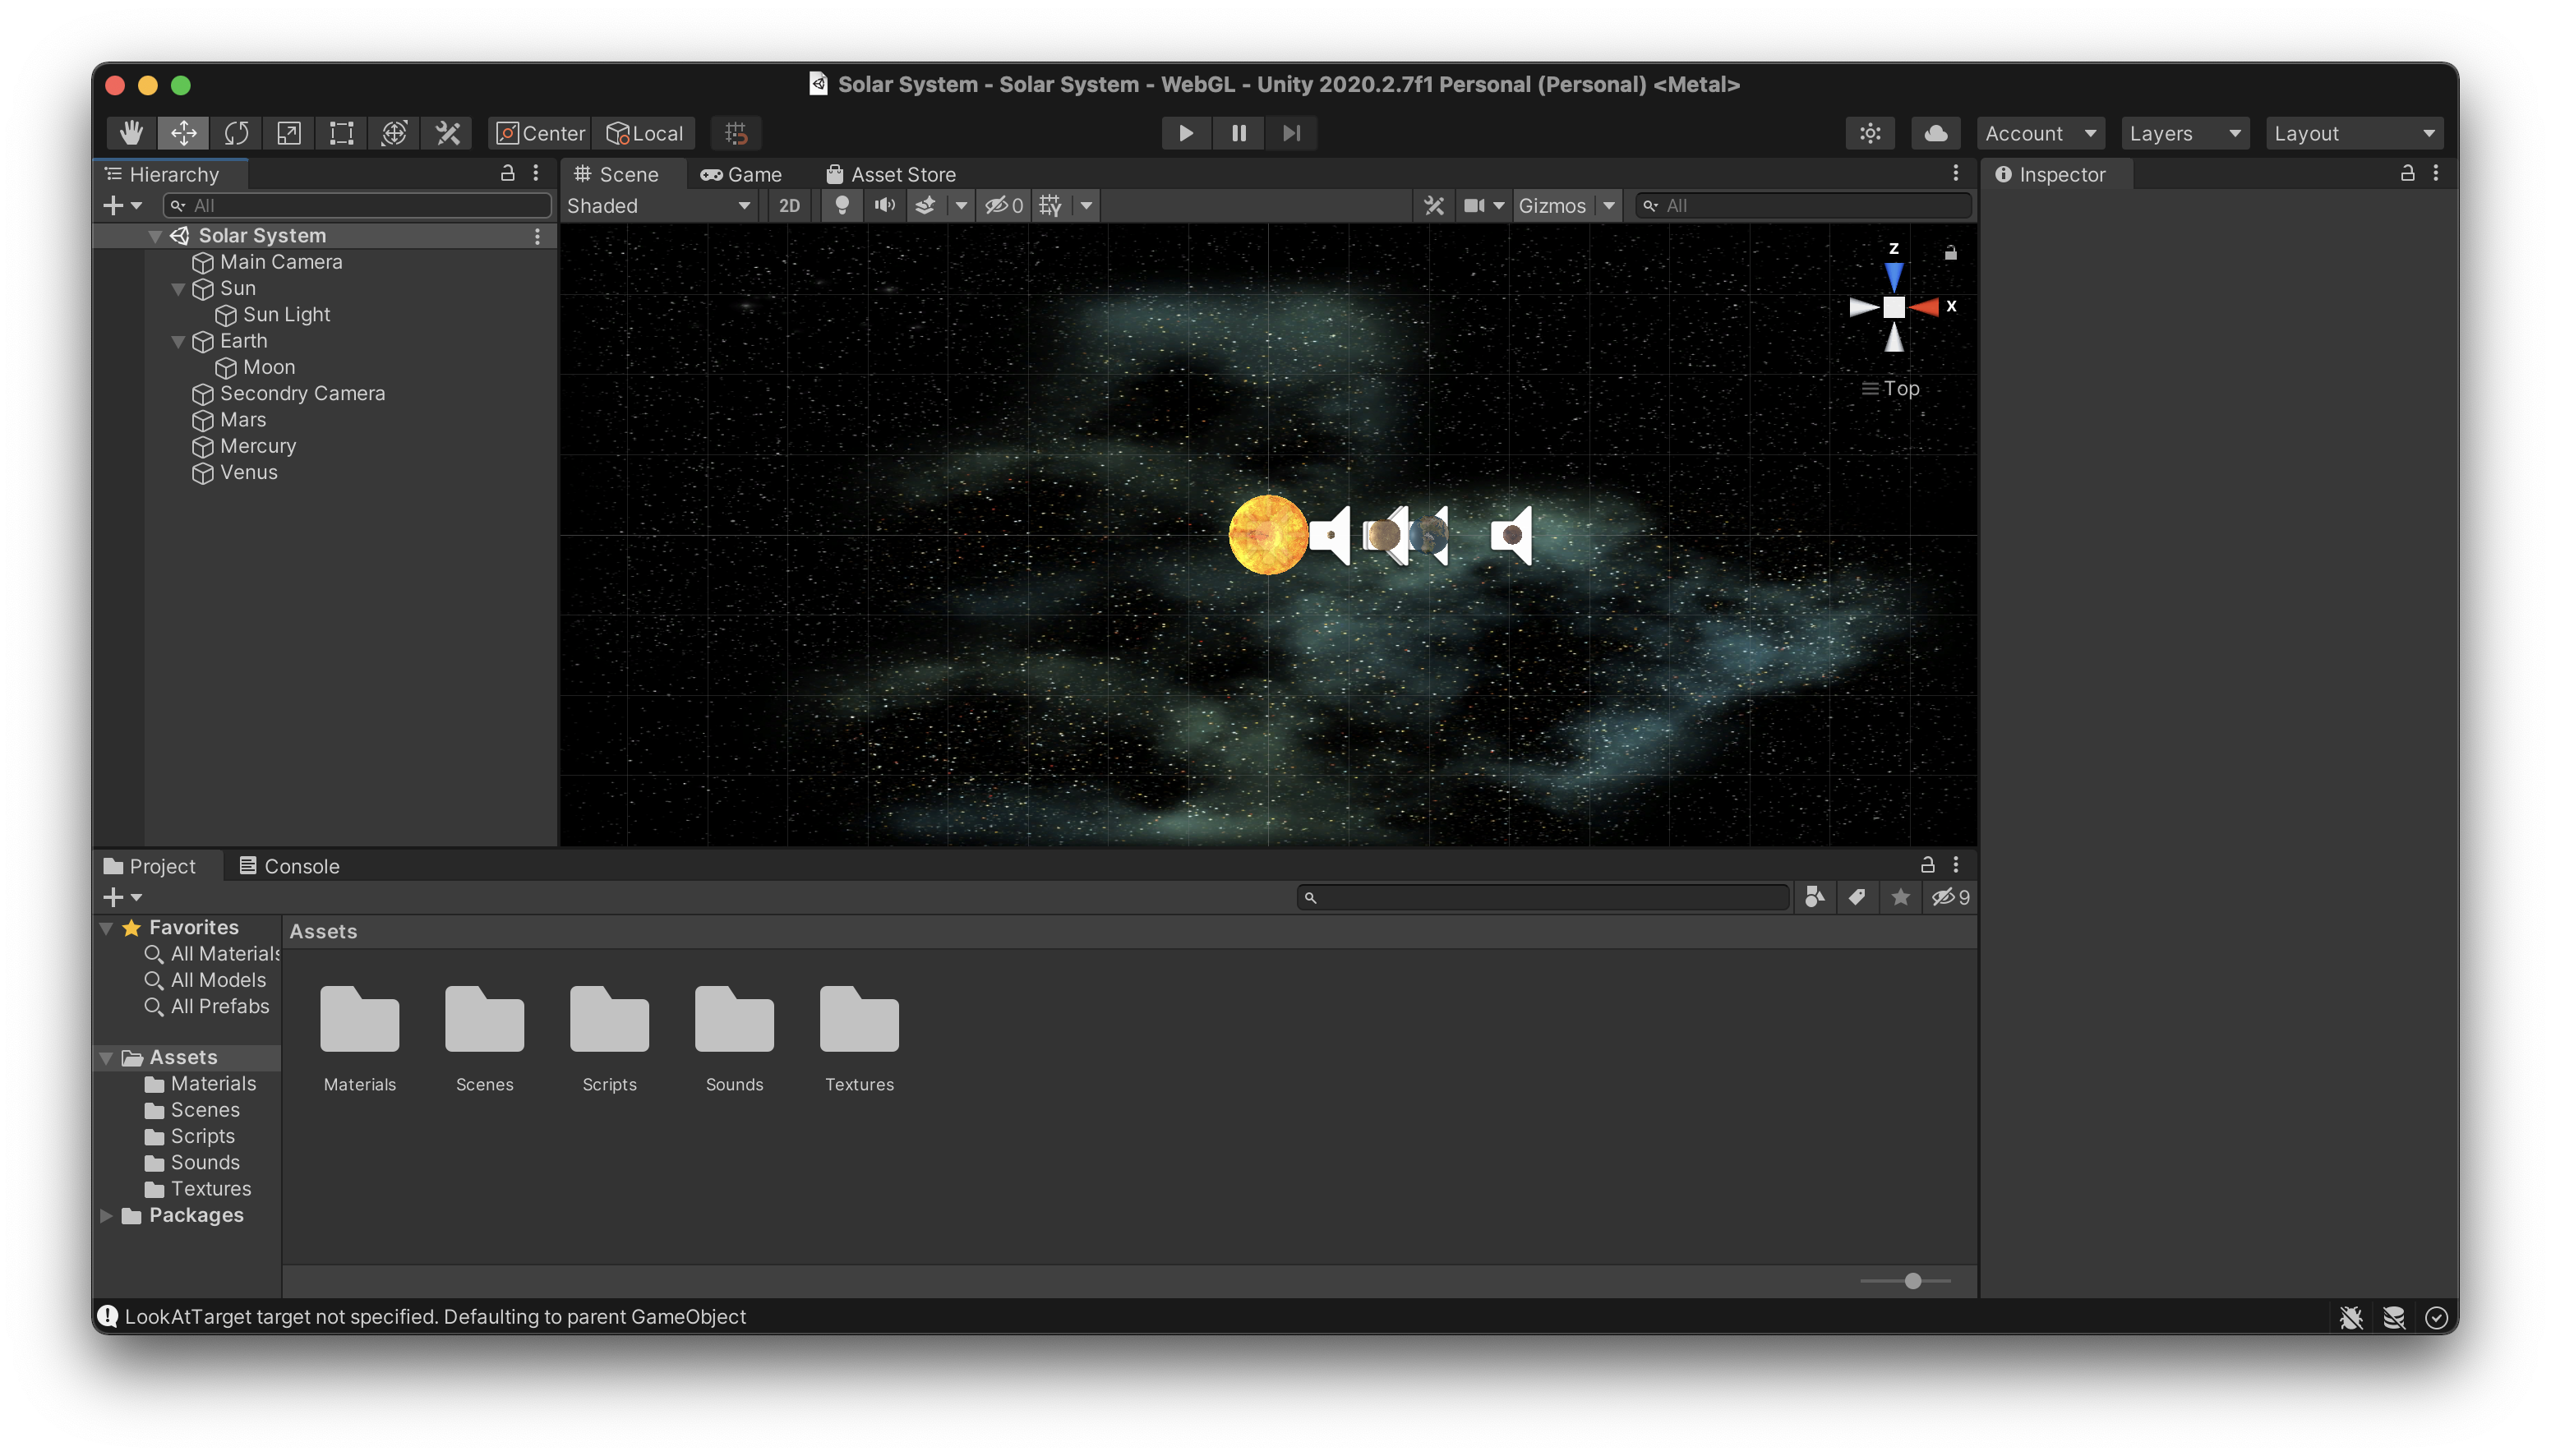 Solar System - Solar System - WebGL - Unity 2020.2.7f1 Personal (Personal) <Metal>
Center Local Account Layers Layout
Hierarchy
All
Solar System
Main Camera
Sun
Sun Light
Earth
Moon
Secondry Camera
Mars
Mercury
Venus
Scene Game Asset Store
Shaded 2D 0 Gizmos All
z
x
Top
Inspector
Project Console
9
Favorites
All Materials
All Models
All Prefabs
Assets
Materials
Scenes
Scripts
Sounds
Textures
Packages
Assets
Materials Scenes Scripts Sounds Textures
LookAtTarget target not specified. Defaulting to parent GameObject